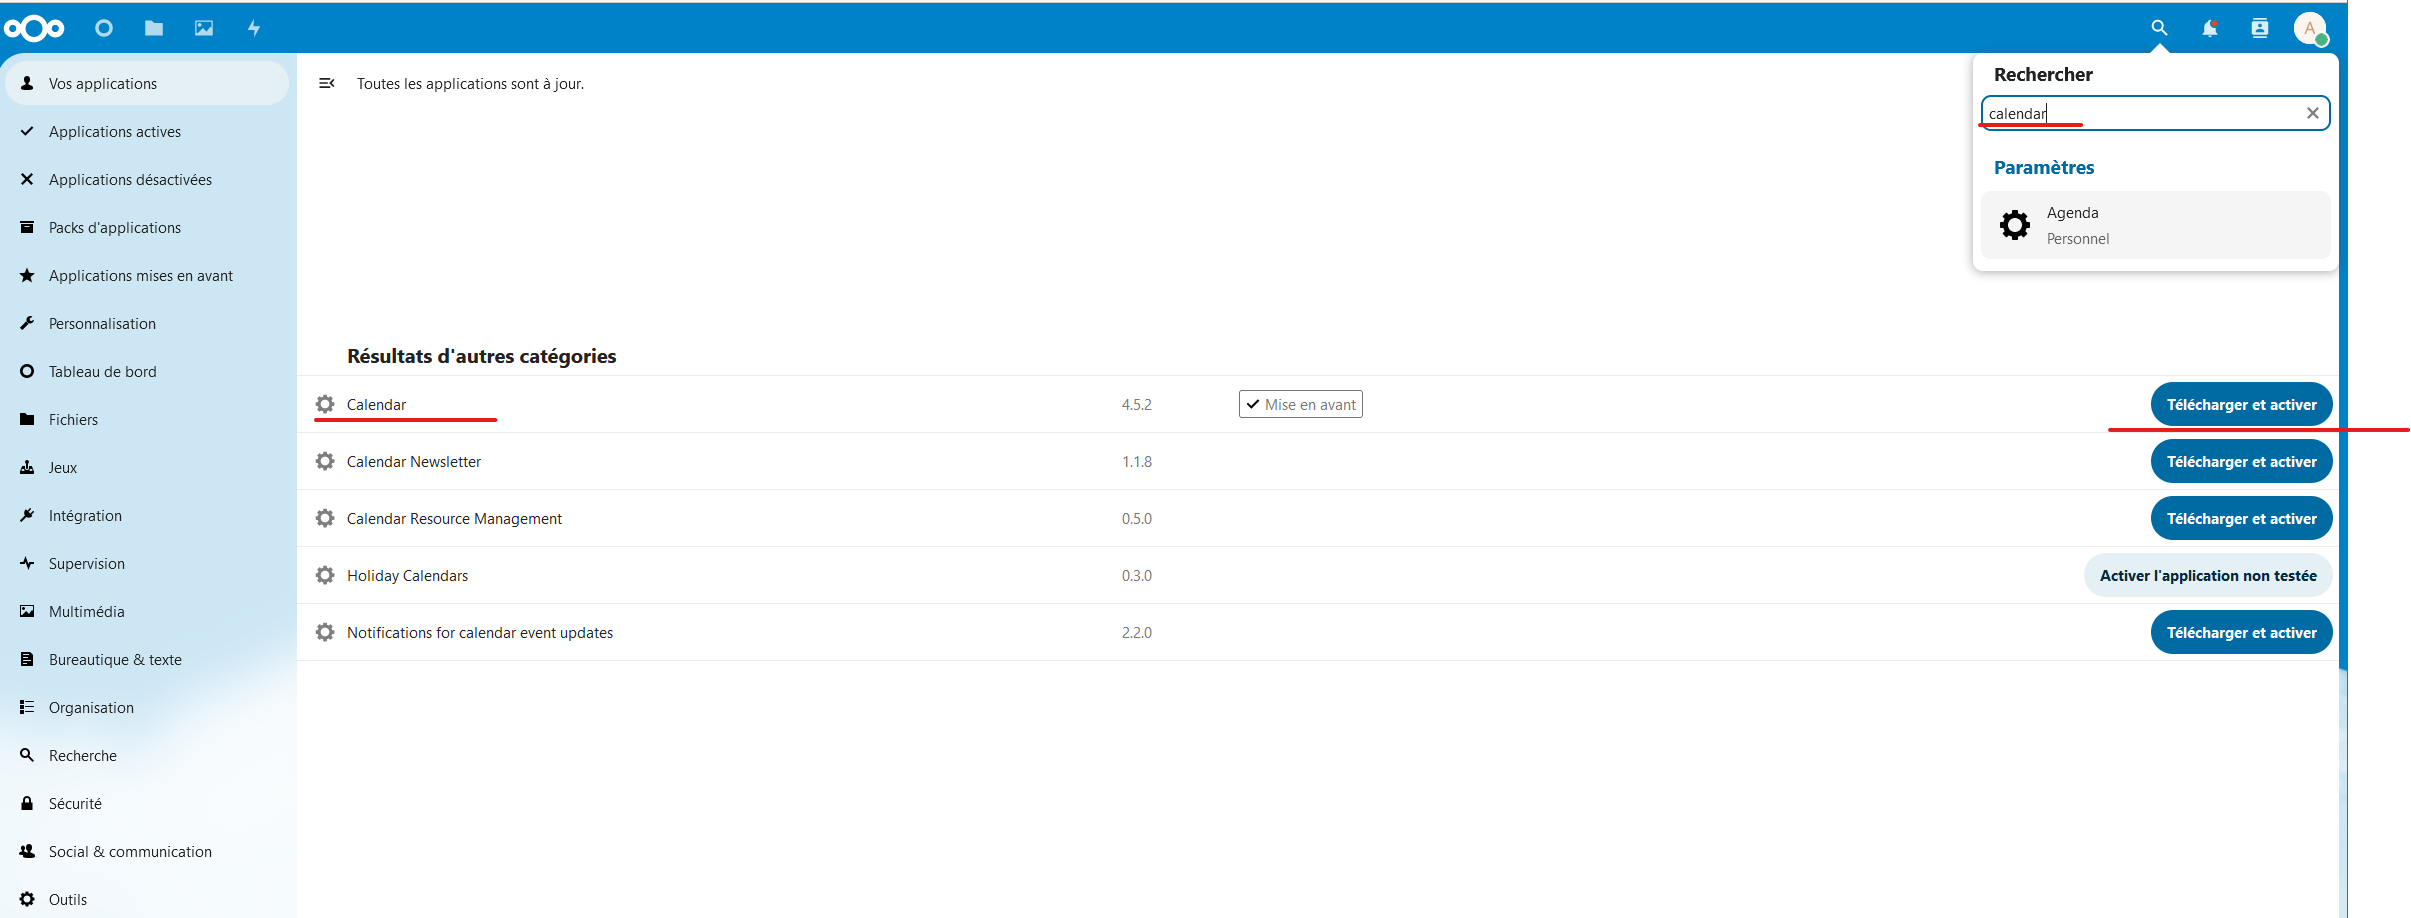 A
Vos applications
Applications actives
Applications désactivées
Packs d'applications
Applications mises en avant
Personnalisation
Tableau de bord
Fichiers
Jeux
Intégration
Supervision
Multimédia
Bureautique & texte
Organisation
Recherche
Sécurité
Social & communication
Outils
Toutes les applications sont à jour.
Rechercher
calendar
Paramètres
Agenda
Personnel
Résultats d'autres catégories
Calendar 4.5.2 Mise en avant Télécharger et activer
Calendar Newsletter 1.1.8 Télécharger et activer
Calendar Resource Management 0.5.0 Télécharger et activer
Holiday Calendars 0.3.0 Activer l'application non testée
Notifications for calendar event updates 2.2.0 Télécharger et activer